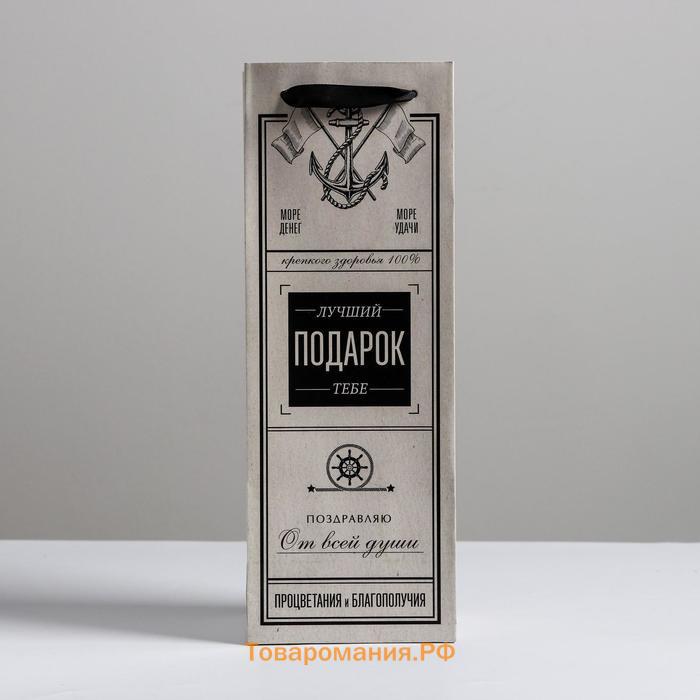 МОРЕ ДЕНЕГ
МОРЕ УДАЧИ
крепкого здоровья 100%
ЛУЧШИЙ
ПОДАРОК
ТЕБЕ
ПОЗДРАВЛЯЮ
От всей души
ПРОЦВЕТАНИЯ и БЛАГОПОЛУЧИЯ
Товаромания.РФ